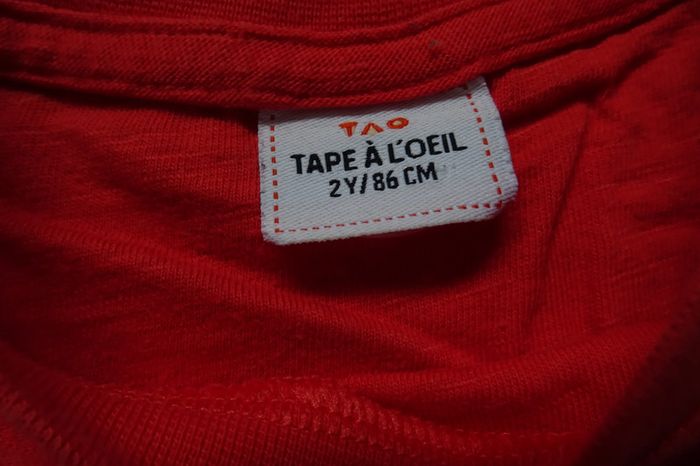 TAO
TAPE À L'OEIL
2Y/86 CM